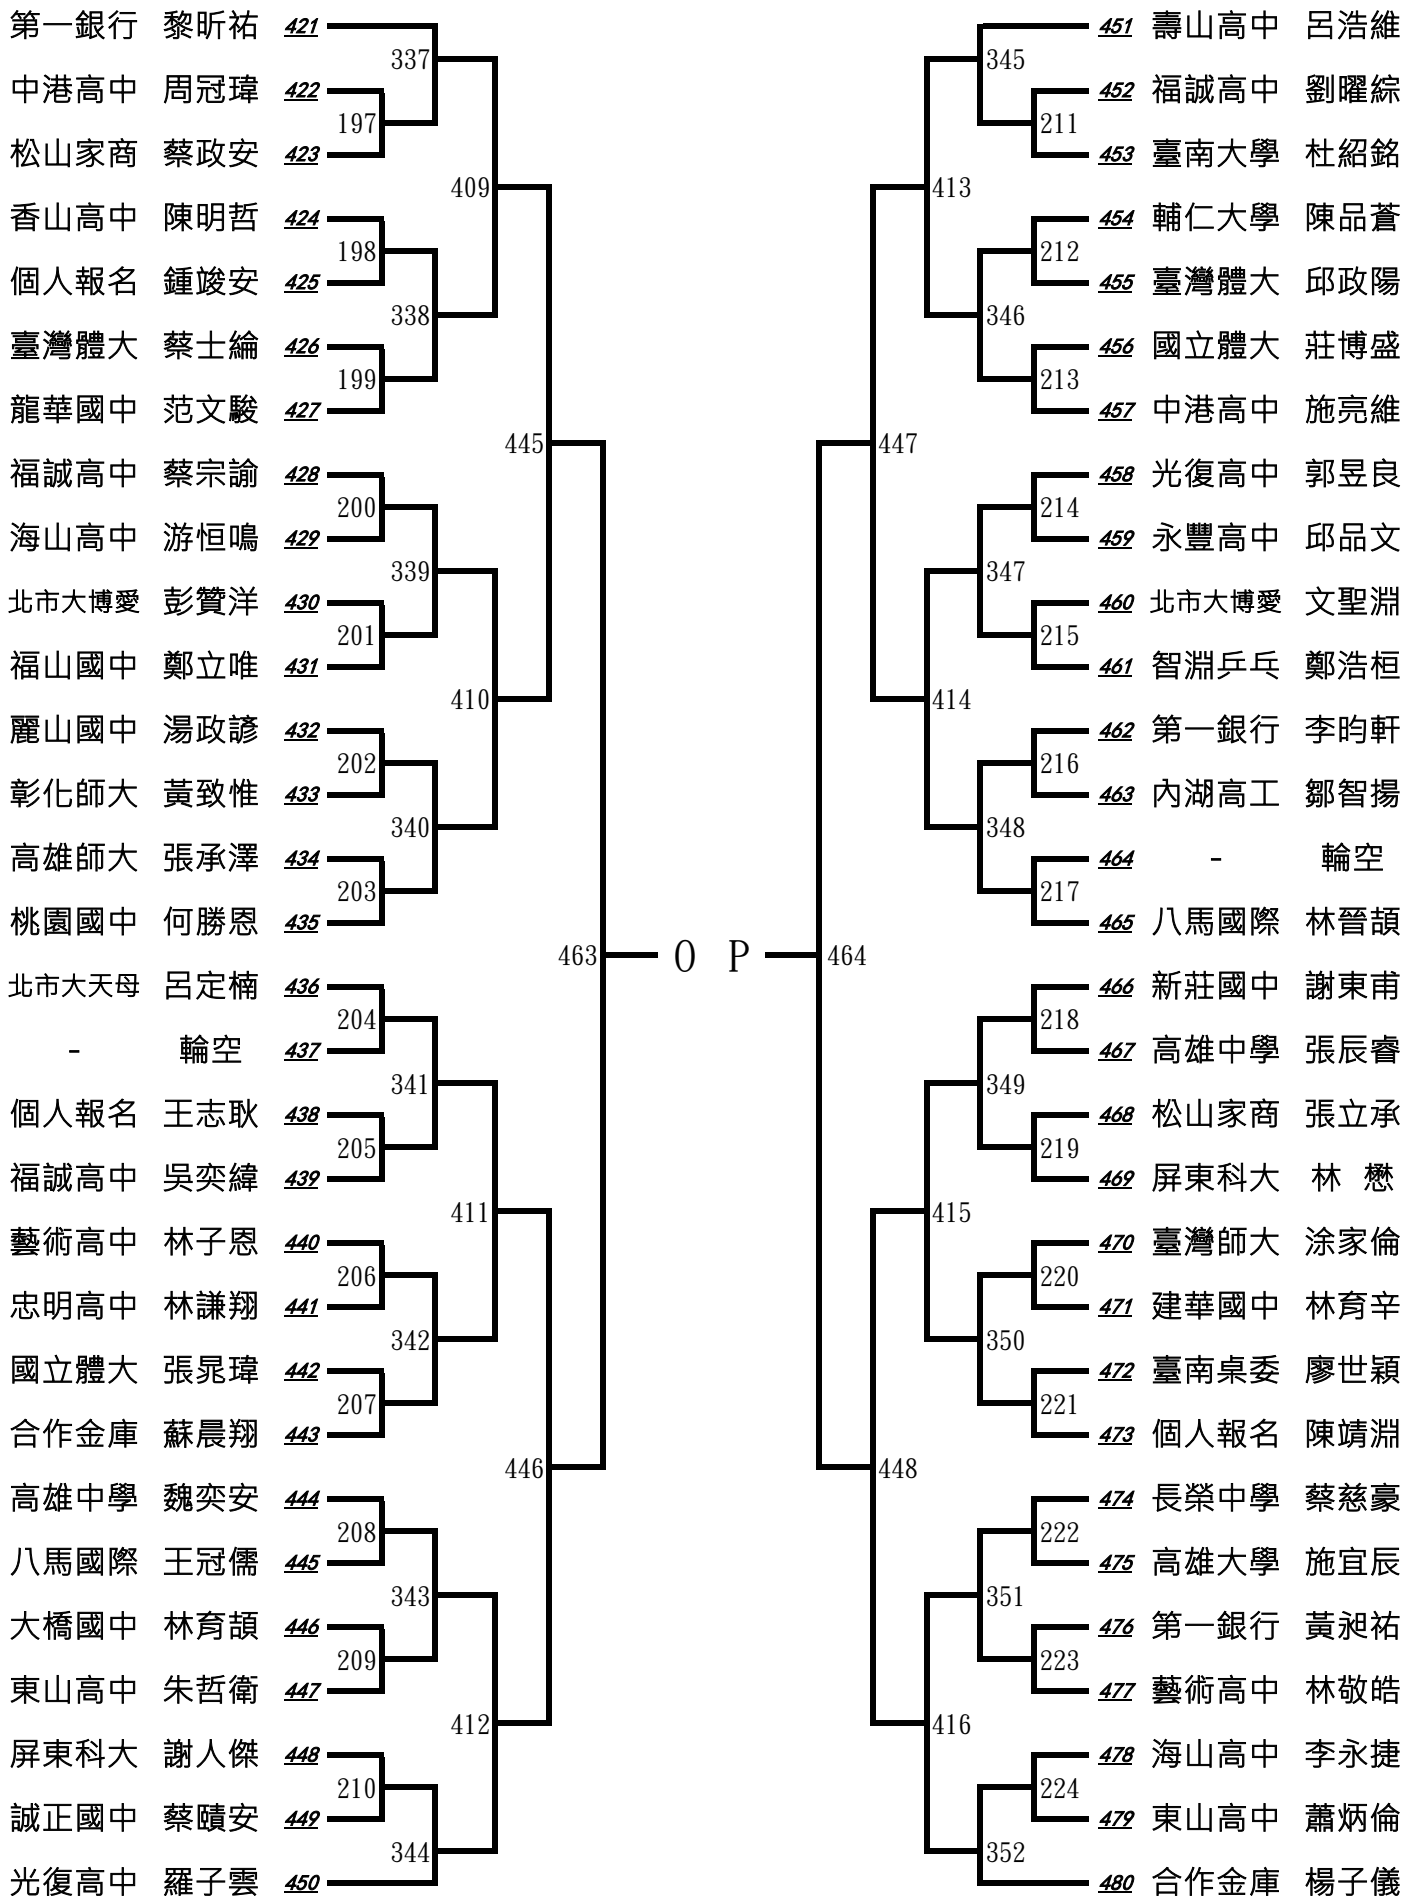 第一銀行 黎昕祐 421
337
中港高中 周冠瑋 422
197
松山家商 蔡政安 423
409
香山高中 陳明哲 424
198
個人報名 鍾竣安 425
338
臺灣體大 蔡士綸 426
199
龍華國中 范文駿 427
445
福誠高中 蔡宗諭 428
200
海山高中 游恒鳴 429
339
北市大博愛 彭贊洋 430
201
福山國中 鄭立唯 431
410
麗山國中 湯政諺 432
202
彰化師大 黃致惟 433
340
高雄師大 張承澤 434
203
桃園國中 何勝恩 435
463 O
北市大天母 呂定楠 436
204
- 輪空 437
341
個人報名 王志耿 438
205
福誠高中 吳奕緯 439
411
藝術高中 林子恩 440
206
忠明高中 林謙翔 441
342
國立體大 張晁瑋 442
207
合作金庫 蘇晨翔 443
446
高雄中學 魏奕安 444
208
八馬國際 王冠儒 445
343
大橋國中 林育頡 446
209
東山高中 朱哲衛 447
412
屏東科大 謝人傑 448
210
誠正國中 蔡賾安 449
344
光復高中 羅子雲 450
451 壽山高中 呂浩維
345
452 福誠高中 劉曜綜
211
453 臺南大學 杜紹銘
413
454 輔仁大學 陳品蒼
212
455 臺灣體大 邱政陽
346
456 國立體大 莊博盛
213
457 中港高中 施亮維
447
458 光復高中 郭昱良
214
459 永豐高中 邱品文
347
460 北市大博愛 文聖淵
215
461 智淵乒乓 鄭浩桓
414
462 第一銀行 李昀軒
216
463 內湖高工 鄒智揚
348
464 - 輪空
217
465 八馬國際 林晉頡
P 464
466 新莊國中 謝東甫
218
467 高雄中學 張辰睿
349
468 松山家商 張立承
219
469 屏東科大 林 懋
415
470 臺灣師大 涂家倫
220
471 建華國中 林育辛
350
472 臺南桌委 廖世穎
221
473 個人報名 陳靖淵
448
474 長榮中學 蔡慈豪
222
475 高雄大學 施宜辰
351
476 第一銀行 黃昶祐
223
477 藝術高中 林敬皓
416
478 海山高中 李永捷
224
479 東山高中 蕭炳倫
352
480 合作金庫 楊子儀